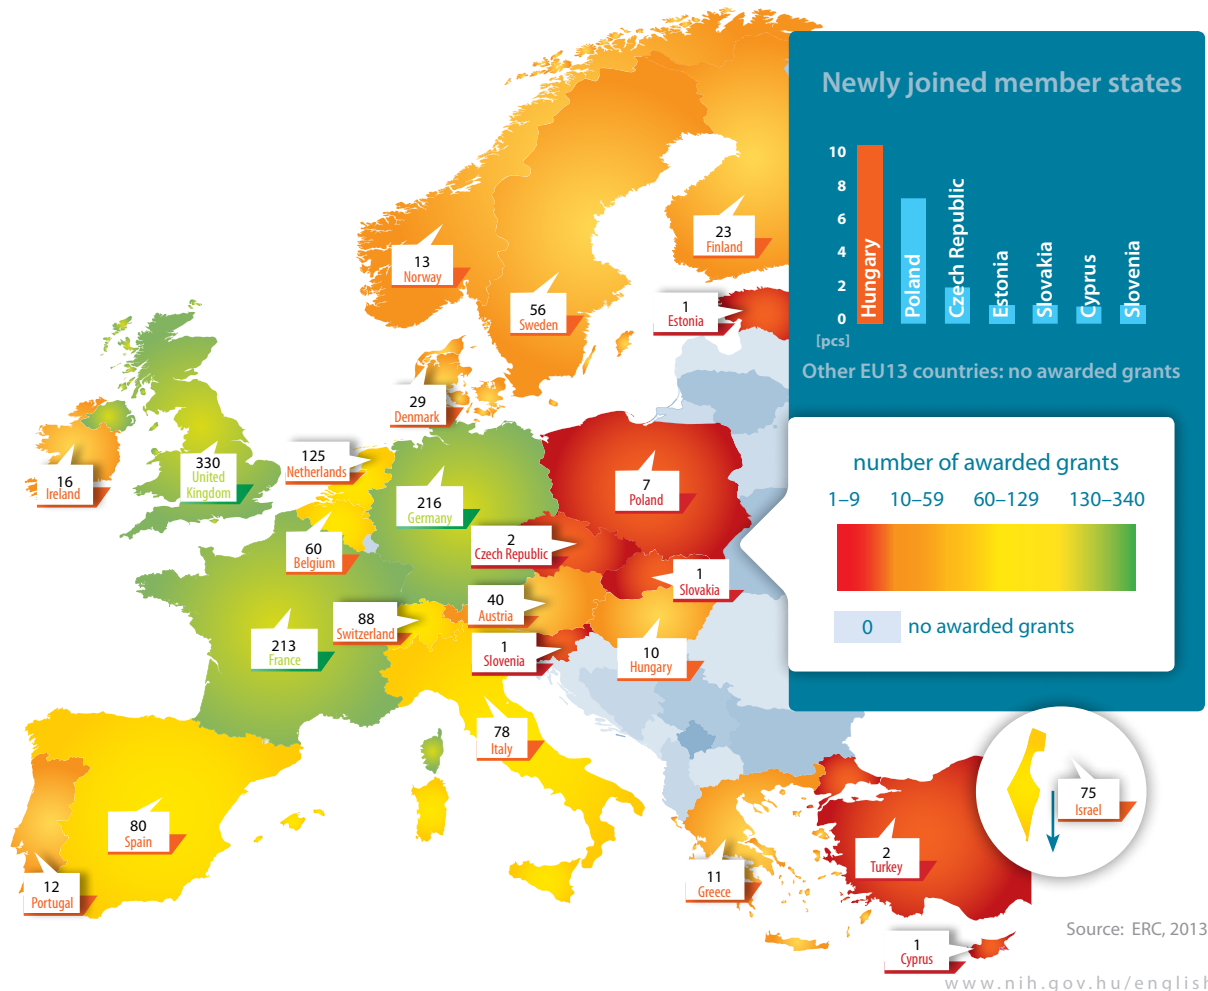 Newly joined member states
10
8
6
4
2
0
[pcs]
Hungary
Poland
Czech Republic
Estonia
Slovakia
Cyprus
Slovenia
Other EU13 countries: no awarded grants
number of awarded grants
1–9 10–59 60–129 130–340
0 no awarded grants
23
Finland
13
Norway
56
Sweden
1
Estonia
29
Denmark
16
Ireland
330
United
Kingdom
125
Netherlands
216
Germany
7
Poland
60
Belgium
2
Czech Republic
1
Slovakia
40
Austria
88
Switzerland
213
France
1
Slovenia
10
Hungary
78
Italy
80
Spain
12
Portugal
11
Greece
2
Turkey
75
Israel
1
Cyprus
Source: ERC, 2013
www.nih.gov.hu/english